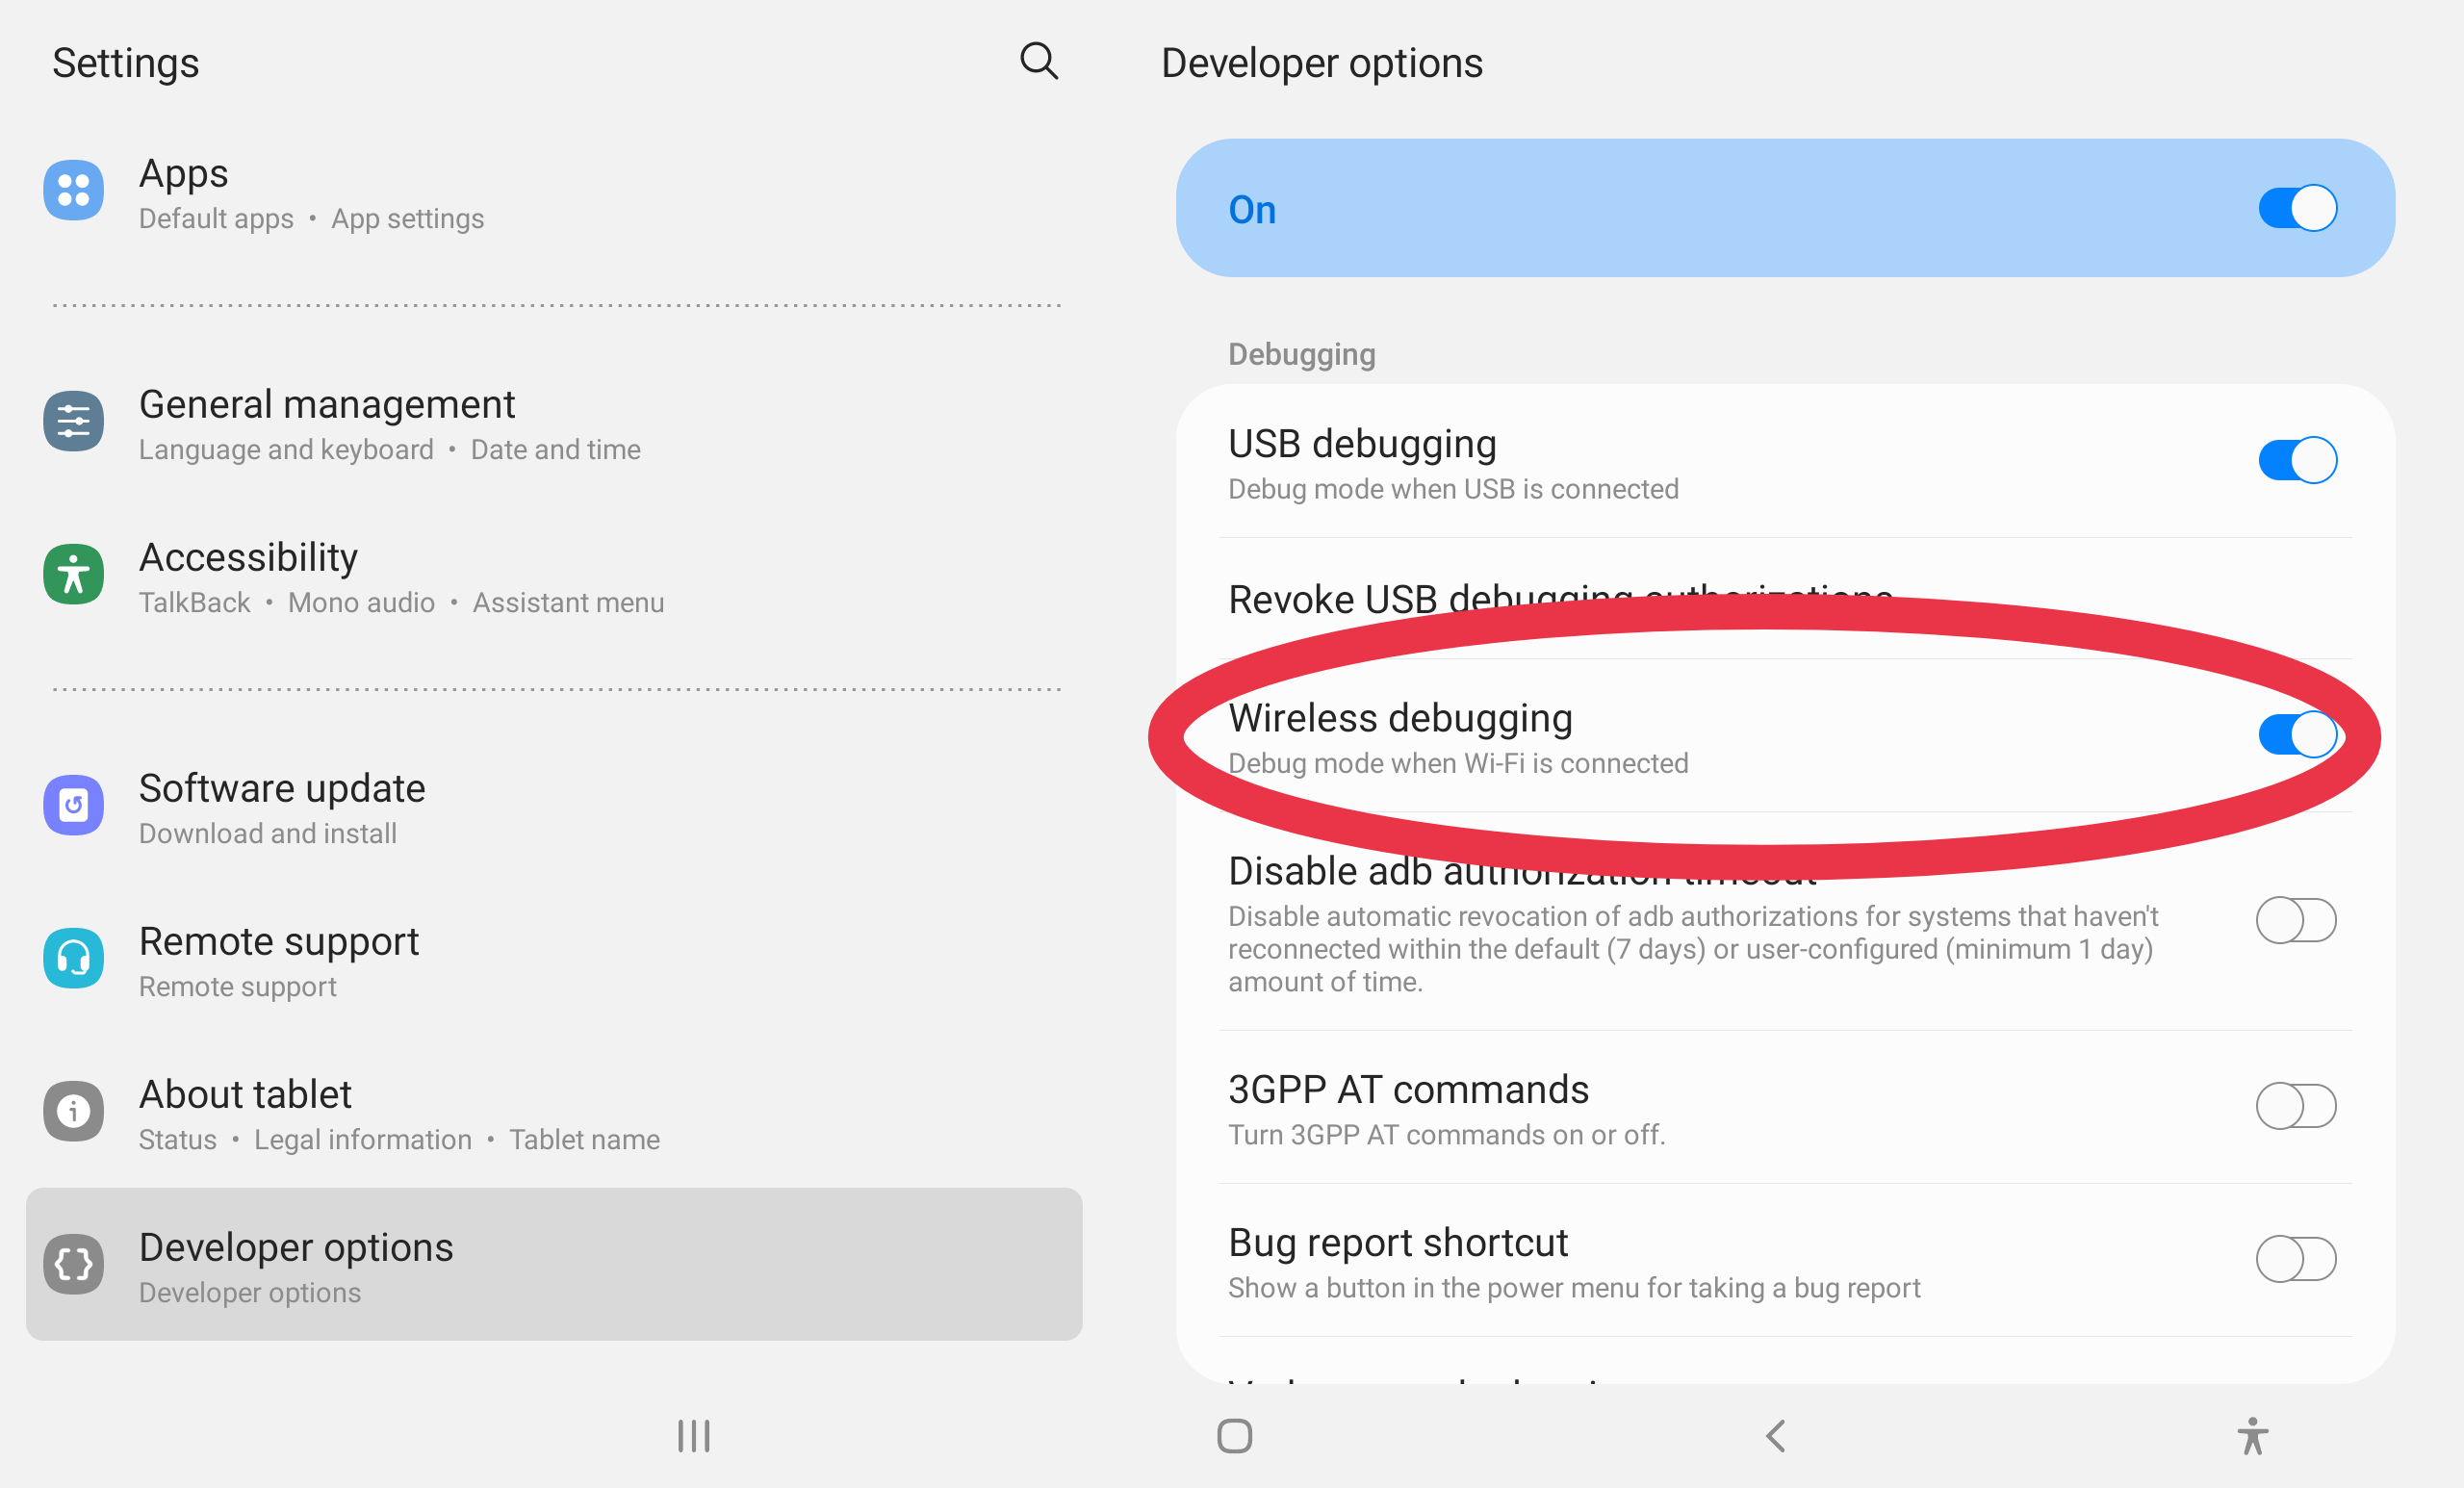 Settings
Apps
Default apps • App settings
General management
Language and keyboard • Date and time
Accessibility
TalkBack • Mono audio • Assistant menu
Software update
Download and install
Remote support
Remote support
About tablet
Status • Legal information • Tablet name
Developer options
Developer options
Developer options
On
Debugging
USB debugging
Debug mode when USB is connected
Revoke USB debugging authorizations
Wireless debugging
Debug mode when Wi-Fi is connected
Disable adb authorization timeout
Disable automatic revocation of adb authorizations for systems that haven't
reconnected within the default (7 days) or user-configured (minimum 1 day)
amount of time.
3GPP AT commands
Turn 3GPP AT commands on or off.
Bug report shortcut
Show a button in the power menu for taking a bug report